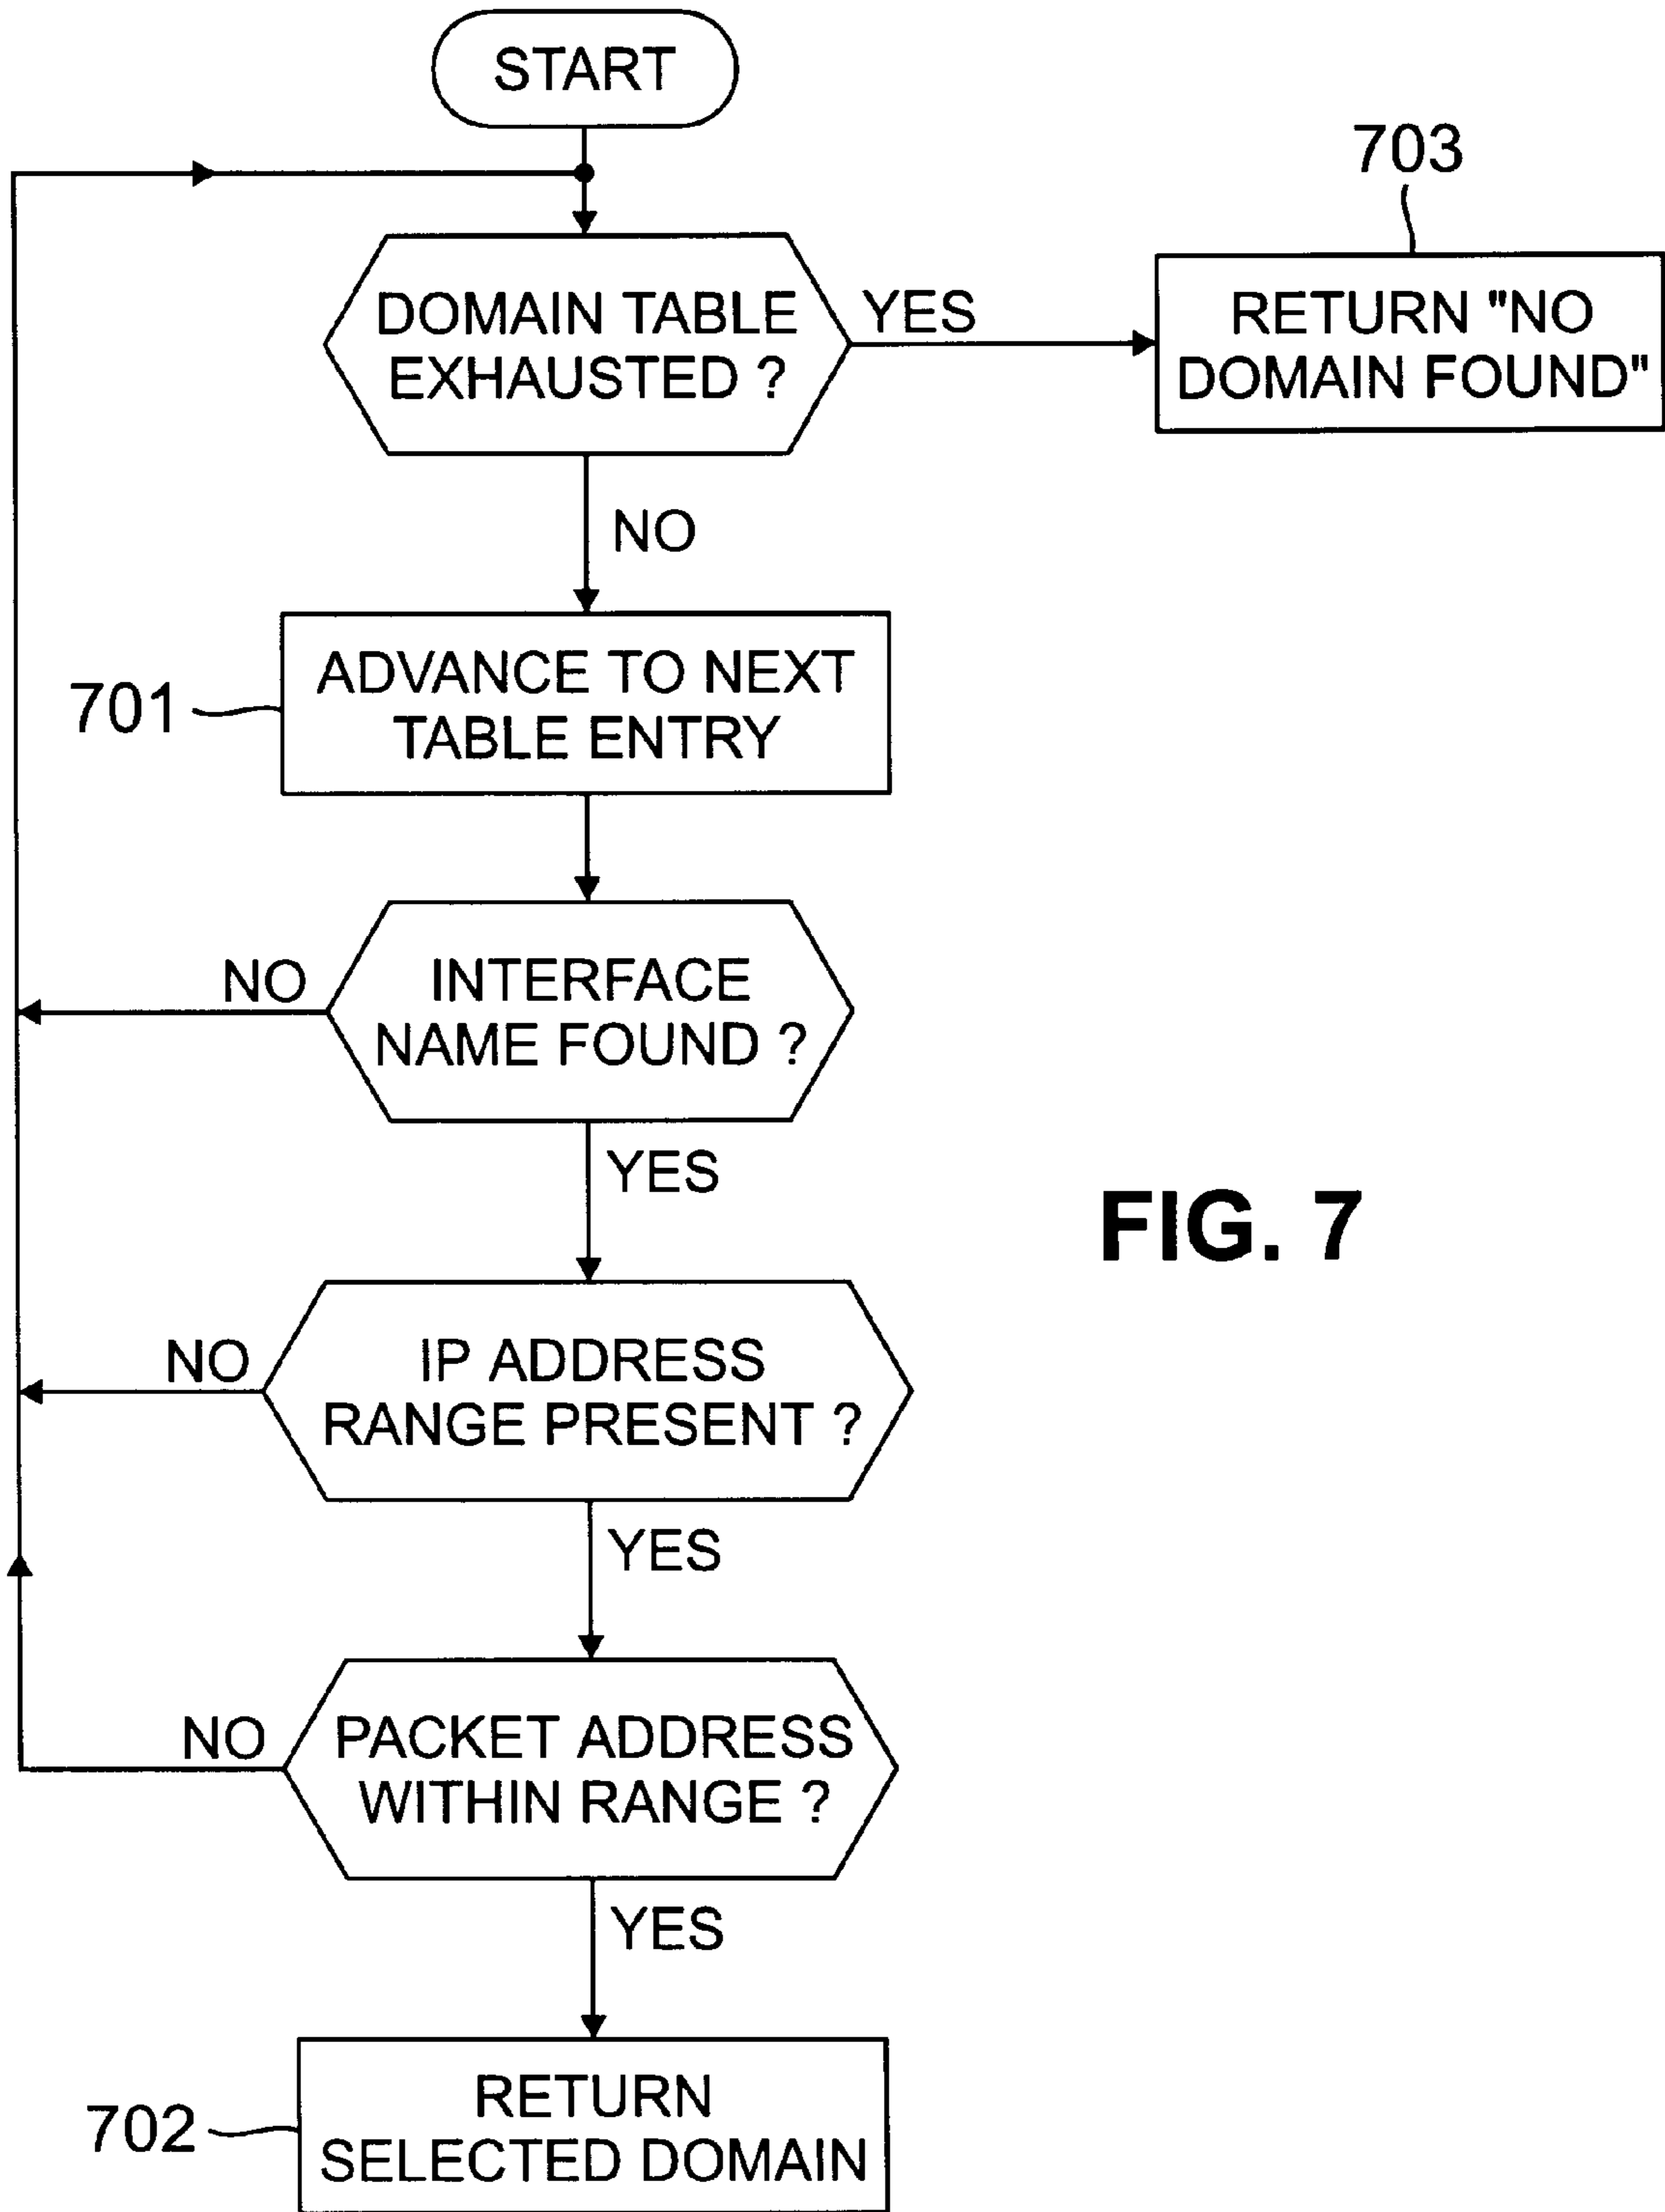 START
703
DOMAIN TABLE
EXHAUSTED ?
YES
RETURN "NO
DOMAIN FOUND"
NO
701
ADVANCE TO NEXT
TABLE ENTRY
NO
INTERFACE
NAME FOUND ?
YES
FIG. 7
NO
IP ADDRESS
RANGE PRESENT ?
YES
NO
PACKET ADDRESS
WITHIN RANGE ?
YES
702
RETURN
SELECTED DOMAIN